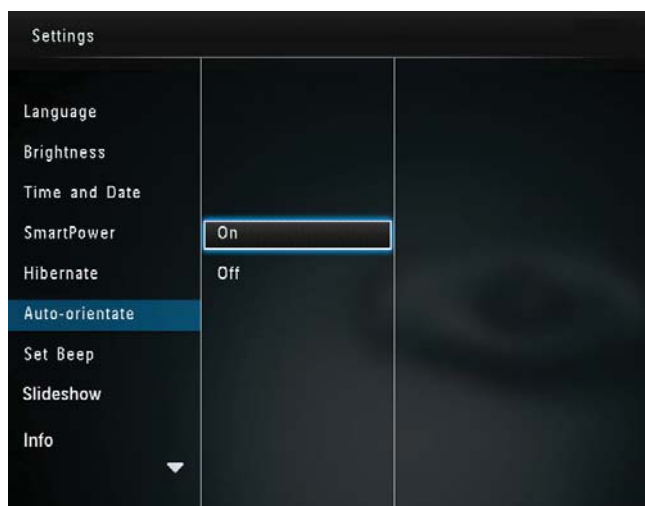 Settings
Language
Brightness
Time and Date
SmartPower
Hibernate
Auto-orientate
Set Beep
Slideshow
Info
On
Off